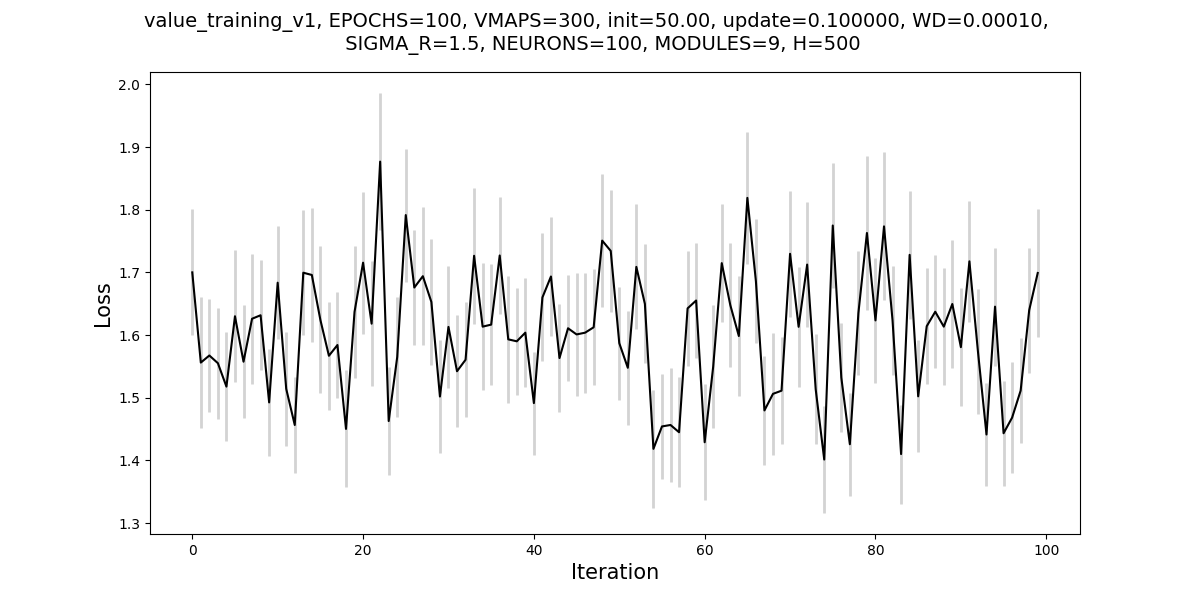 value_training_v1, EPOCHS=100, VMAPS=300, init=50.00, update=0.100000, WD=0.00010,
SIGMA_R=1.5, NEURONS=100, MODULES=9, H=500
2.0
1.9
1.8
1.7
1.6
1.5
1.4
1.3
Loss
0 20 40 60 80 100
Iteration